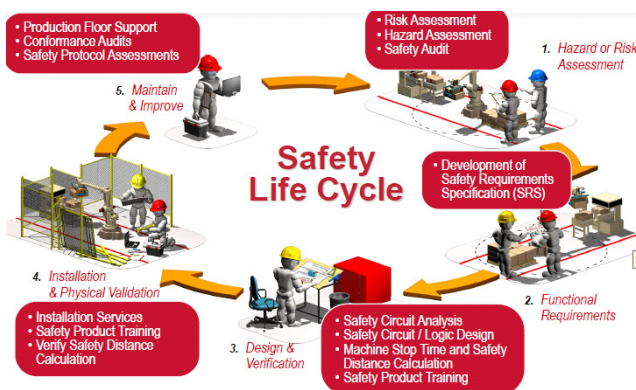 • Production Floor Support
• Conformance Audits
• Safety Protocol Assessments
5. Maintain
& Improve
• Risk Assessment
• Hazard Assessment
• Safety Audit
1. Hazard or Risk
Assessment
Safety
Life Cycle
• Development of
Safety Requirements
Specification (SRS)
2. Functional
Requirements
4. Installation
& Physical Validation
• Installation Services
• Safety Product Training
• Verify Safety Distance
Calculation
3. Design &
Verification
• Safety Circuit Analysis
• Safety Circuit / Logic Design
• Machine Stop Time and Safety
Distance Calculation
• Safety Product Training